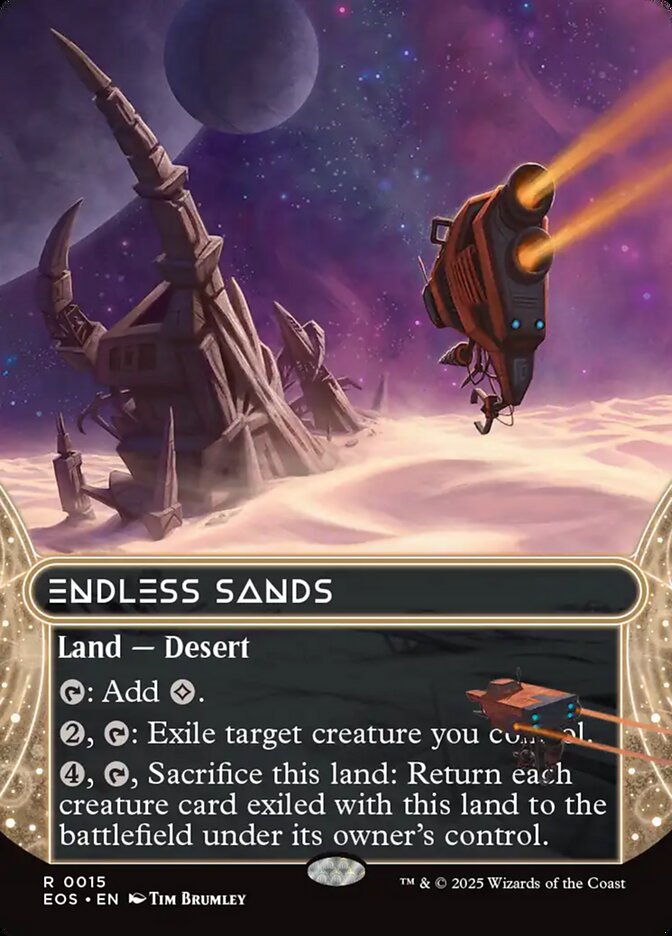 ENDLESS SANDS
Land — Desert
: Add .
2, : Exile target creature you control.
4, , Sacrifice this land: Return each
creature card exiled with this land to the
battlefield under its owner's control.
R 0015
EOS • EN TIM BRUMLEY
™ & © 2025 Wizards of the Coast